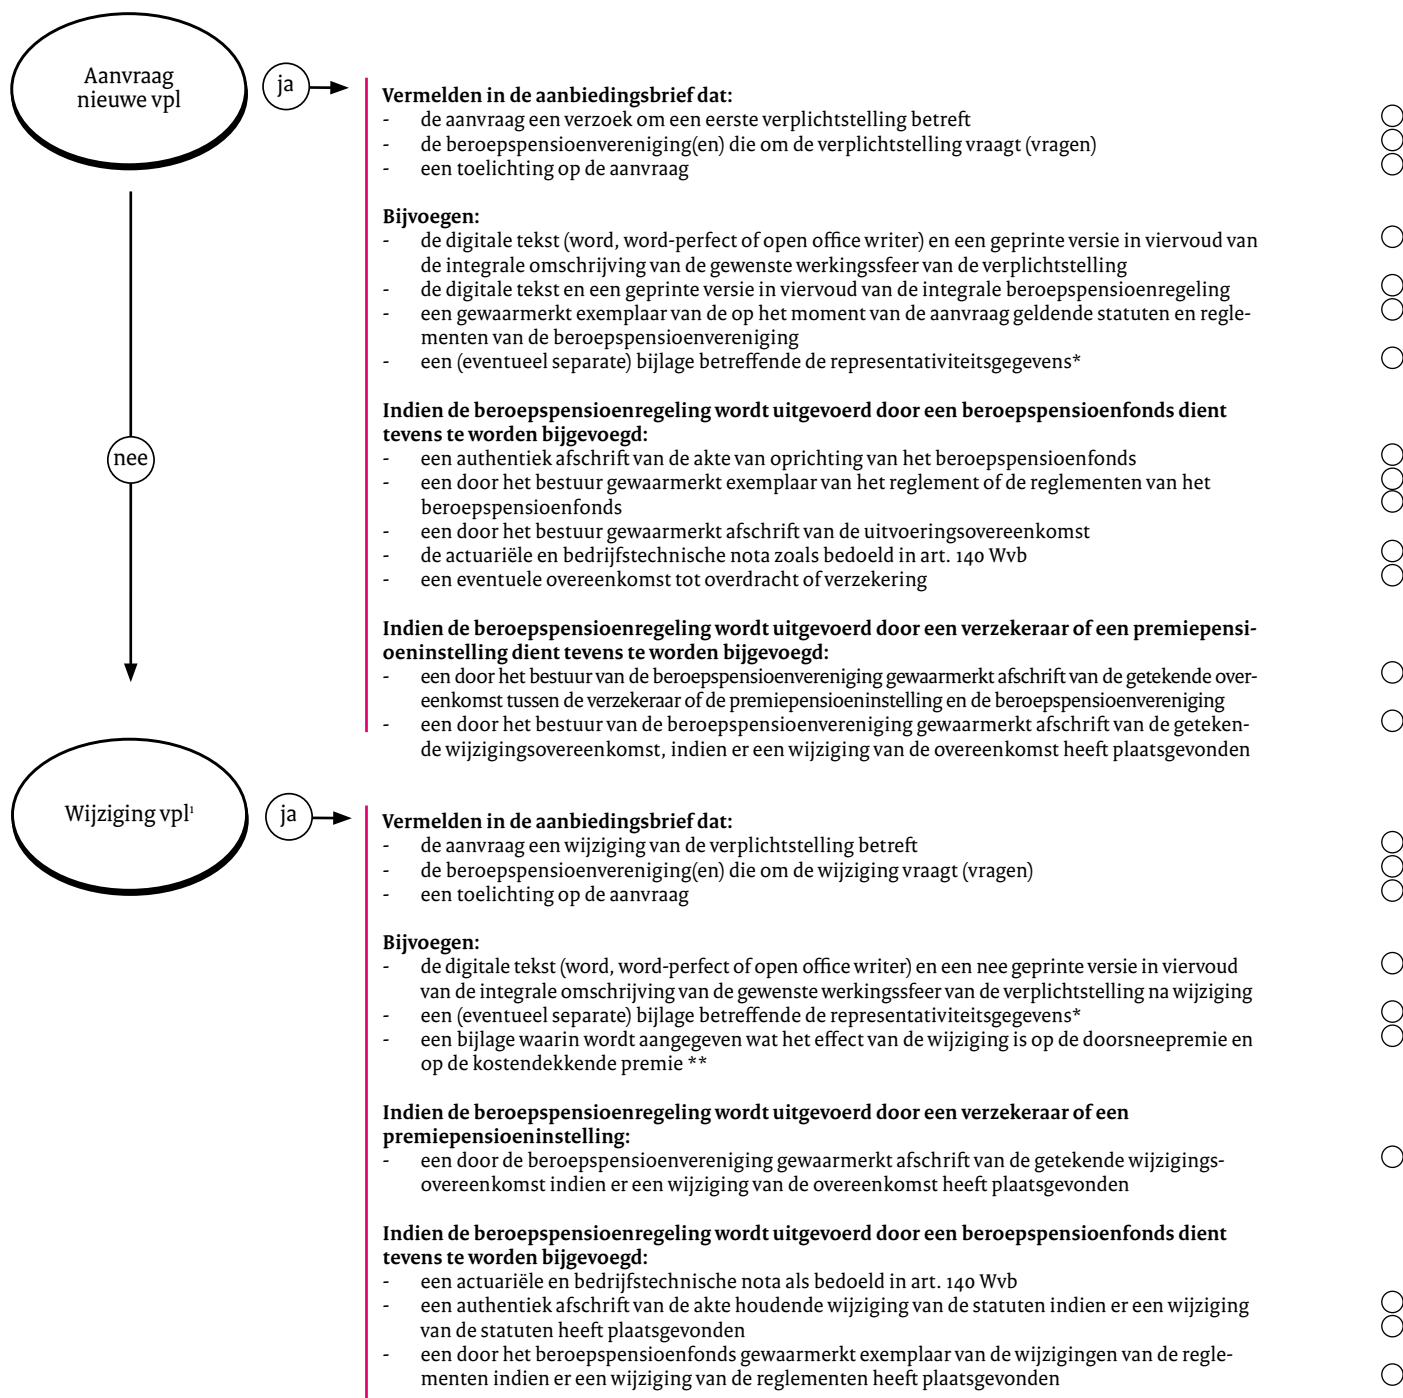 Aanvraag
nieuwe vpl
ja
Vermelden in de aanbiedingsbrief dat:
- de aanvraag een verzoek om een eerste verplichtstelling betreft
- de beroepspensioenvereniging(en) die om de verplichtstelling vraagt (vragen)
- een toelichting op de aanvraag
Bijvoegen:
- de digitale tekst (word, word-perfect of open office writer) en een geprinte versie in viervoud van
de integrale omschrijving van de gewenste werkingssfeer van de verplichtstelling
- de digitale tekst en een geprinte versie in viervoud van de integrale beroepspensioenregeling
- een gewaarmerkt exemplaar van de op het moment van de aanvraag geldende statuten en regle-
menten van de beroepspensioenvereniging
- een (eventueel separate) bijlage betreffende de representativiteitsgegevens*
Indien de beroepspensioenregeling wordt uitgevoerd door een beroepspensioenfonds dient
tevens te worden bijgevoegd:
- een authentiek afschrift van de akte van oprichting van het beroepspensioenfonds
- een door het bestuur gewaarmerkt exemplaar van het reglement of de reglementen van het
beroepspensioenfonds
- een door het bestuur gewaarmerkt afschrift van de uitvoeringsovereenkomst
- de actuariële en bedrijfstechnische nota zoals bedoeld in art. 140 Wvb
- een eventuele overeenkomst tot overdracht of verzekering
nee
Indien de beroepspensioenregeling wordt uitgevoerd door een verzekeraar of een premiepensi-
oeninstelling dient tevens te worden bijgevoegd:
- een door het bestuur van de beroepspensioenvereniging gewaarmerkt afschrift van de getekende over-
eenkomst tussen de verzekeraar of de premiepensioeninstelling en de beroepspensioenvereniging
- een door het bestuur van de beroepspensioenvereniging gewaarmerkt afschrift van de geteken-
de wijzigingsovereenkomst, indien er een wijziging van de overeenkomst heeft plaatsgevonden
Wijziging vpl¹
ja
Vermelden in de aanbiedingsbrief dat:
- de aanvraag een wijziging van de verplichtstelling betreft
- de beroepspensioenvereniging(en) die om de wijziging vraagt (vragen)
- een toelichting op de aanvraag
Bijvoegen:
- de digitale tekst (word, word-perfect of open office writer) en een nee geprinte versie in viervoud
van de integrale omschrijving van de gewenste werkingssfeer van de verplichtstelling na wijziging
- een (eventueel separate) bijlage betreffende de representativiteitsgegevens*
- een bijlage waarin wordt aangegeven wat het effect van de wijziging is op de doorsneepremie en
op de kostendekkende premie **
Indien de beroepspensioenregeling wordt uitgevoerd door een verzekeraar of een
premiepensioeninstelling:
- een door de beroepspensioenvereniging gewaarmerkt afschrift van de getekende wijzigings-
overeenkomst indien er een wijziging van de overeenkomst heeft plaatsgevonden
Indien de beroepspensioenregeling wordt uitgevoerd door een beroepspensioenfonds dient
tevens te worden bijgevoegd:
- een actuariële en bedrijfstechnische nota als bedoeld in art. 140 Wvb
- een authentiek afschrift van de akte houdende wijziging van de statuten indien er een wijziging
van de statuten heeft plaatsgevonden
- een door het beroepspensioenfonds gewaarmerkt exemplaar van de wijzigingen van de regle-
menten indien er een wijziging van de reglementen heeft plaatsgevonden